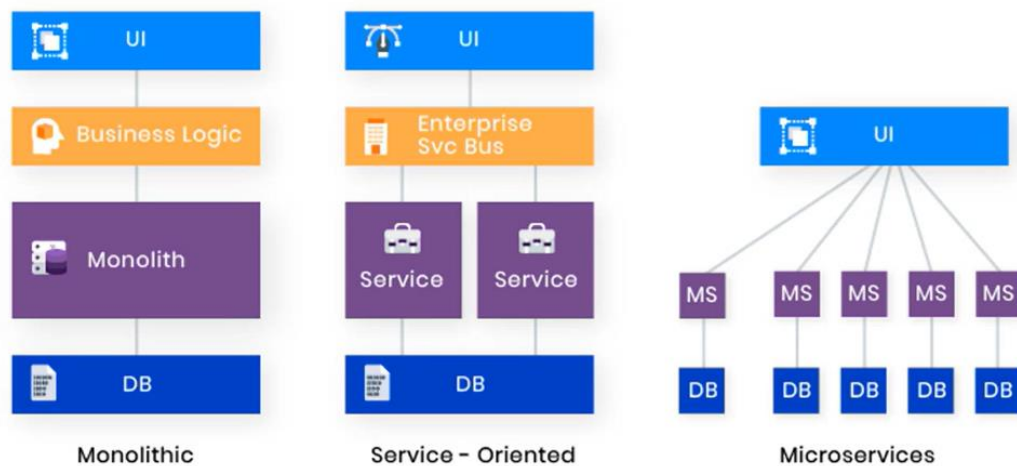 UI
Business Logic
Monolith
DB
Monolithic
UI
Enterprise
Svc Bus
Service
Service
DB
Service - Oriented
UI
MS
MS
MS
MS
MS
DB
DB
DB
DB
DB
Microservices